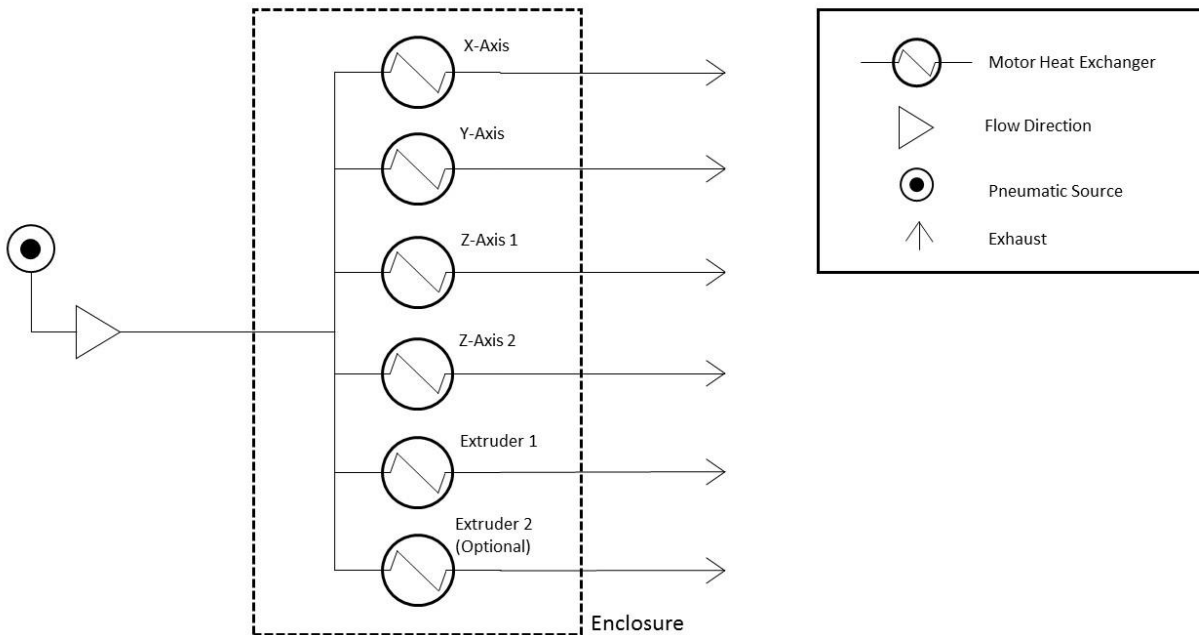 X-Axis
Y-Axis
Z-Axis 1
Z-Axis 2
Extruder 1
Extruder 2
(Optional)
Enclosure
Motor Heat Exchanger
Flow Direction
Pneumatic Source
Exhaust